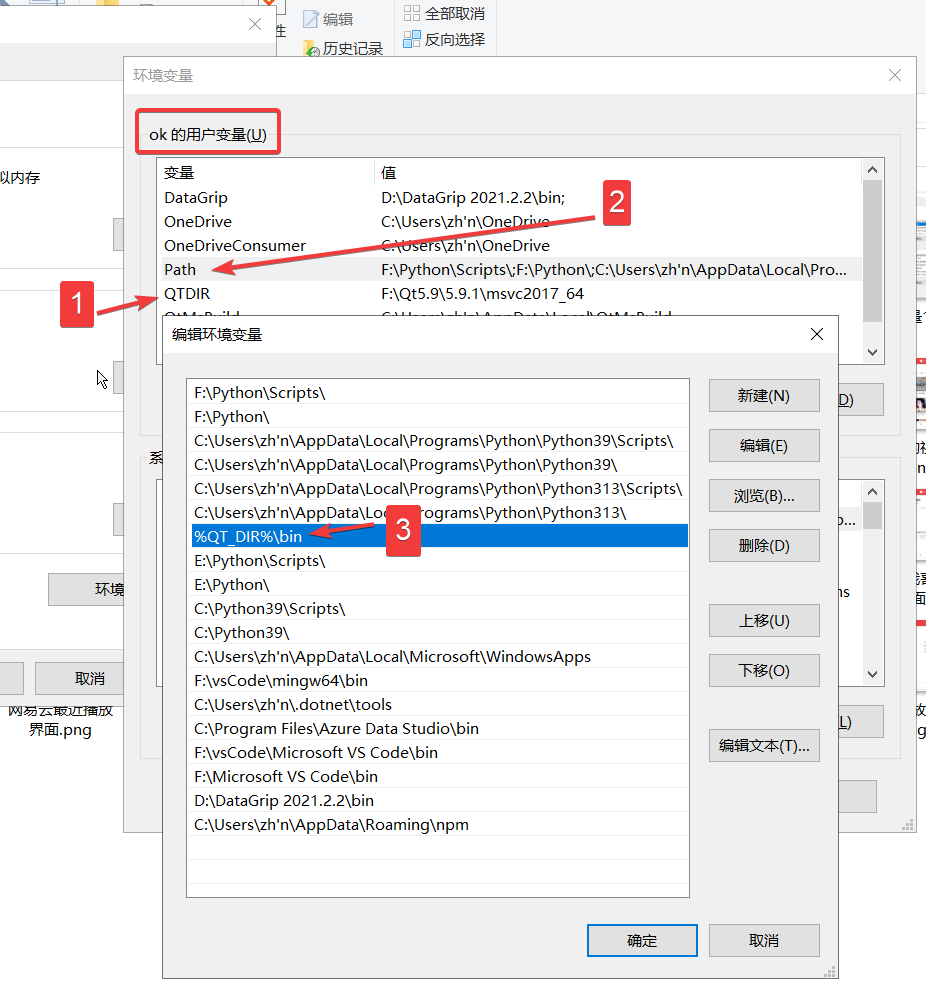 编辑
全部取消
性
历史记录
反向选择
环境变量
ok 的用户变量(U)
拟内存
变量
值
DataGrip
D:\DataGrip 2021.2.2\bin;
2
OneDrive
C:\Users\zh'n\OneDrive
OneDriveConsumer
C:\Users\zh'n\OneDrive
Path
F:\Python\Scripts\;F:\Python\;C:\Users\zh'n\AppData\Local\Pro...
1
QTDIR
F:\Qt5.9\5.9.1\msvc2017_64
QtMsBuild
C:\Users\zh'n\AppData\Local\QtMsBuild
编辑环境变量
F:\Python\Scripts\
新建(N)
D)
F:\Python\
C:\Users\zh'n\AppData\Local\Programs\Python\Python39\Scripts\
编辑(E)
系
C:\Users\zh'n\AppData\Local\Programs\Python\Python39\
C:\Users\zh'n\AppData\Local\Programs\Python\Python313\Scripts\
浏览(B)...
C:\Users\zh'n\AppData\Local\Programs\Python\Python313\
3
%QT_DIR%\bin
删除(D)
E:\Python\Scripts\
E:\Python\
环境
ns
C:\Python39\Scripts\
上移(U)
C:\Python39\
C:\Users\zh'n\AppData\Local\Microsoft\WindowsApps
下移(O)
取消
F:\vsCode\mingw64\bin
C:\Users\zh'n\.dotnet\tools
网易云最近播放
界面.png
L)
C:\Program Files\Azure Data Studio\bin
编辑文本(T)...
F:\vsCode\Microsoft VS Code\bin
F:\Microsoft VS Code\bin
D:\DataGrip 2021.2.2\bin
C:\Users\zh'n\AppData\Roaming\npm
确定
取消